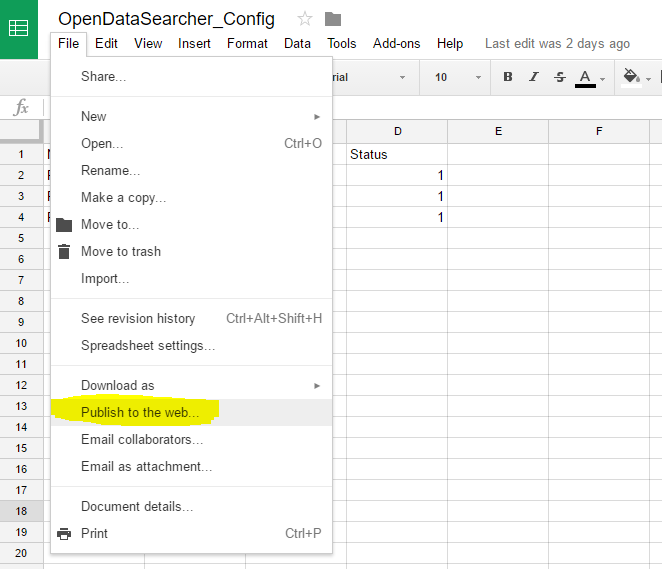 OpenDataSearcher_Config
File Edit View Insert Format Data Tools Add-ons Help Last edit was 2 days ago
10 B I S A
fx
Share...
New
Open... Ctrl+O
Rename...
Make a copy...
Move to...
Move to trash
Import...
See revision history Ctrl+Alt+Shift+H
Spreadsheet settings...
Download as
Publish to the web...
Email collaborators...
Email as attachment...
Document details...
Print Ctrl+P
D E F
1 Status
2 1
3 1
4 1
5
6
7
8
9
10
11
12
13
14
15
16
17
18
19
20